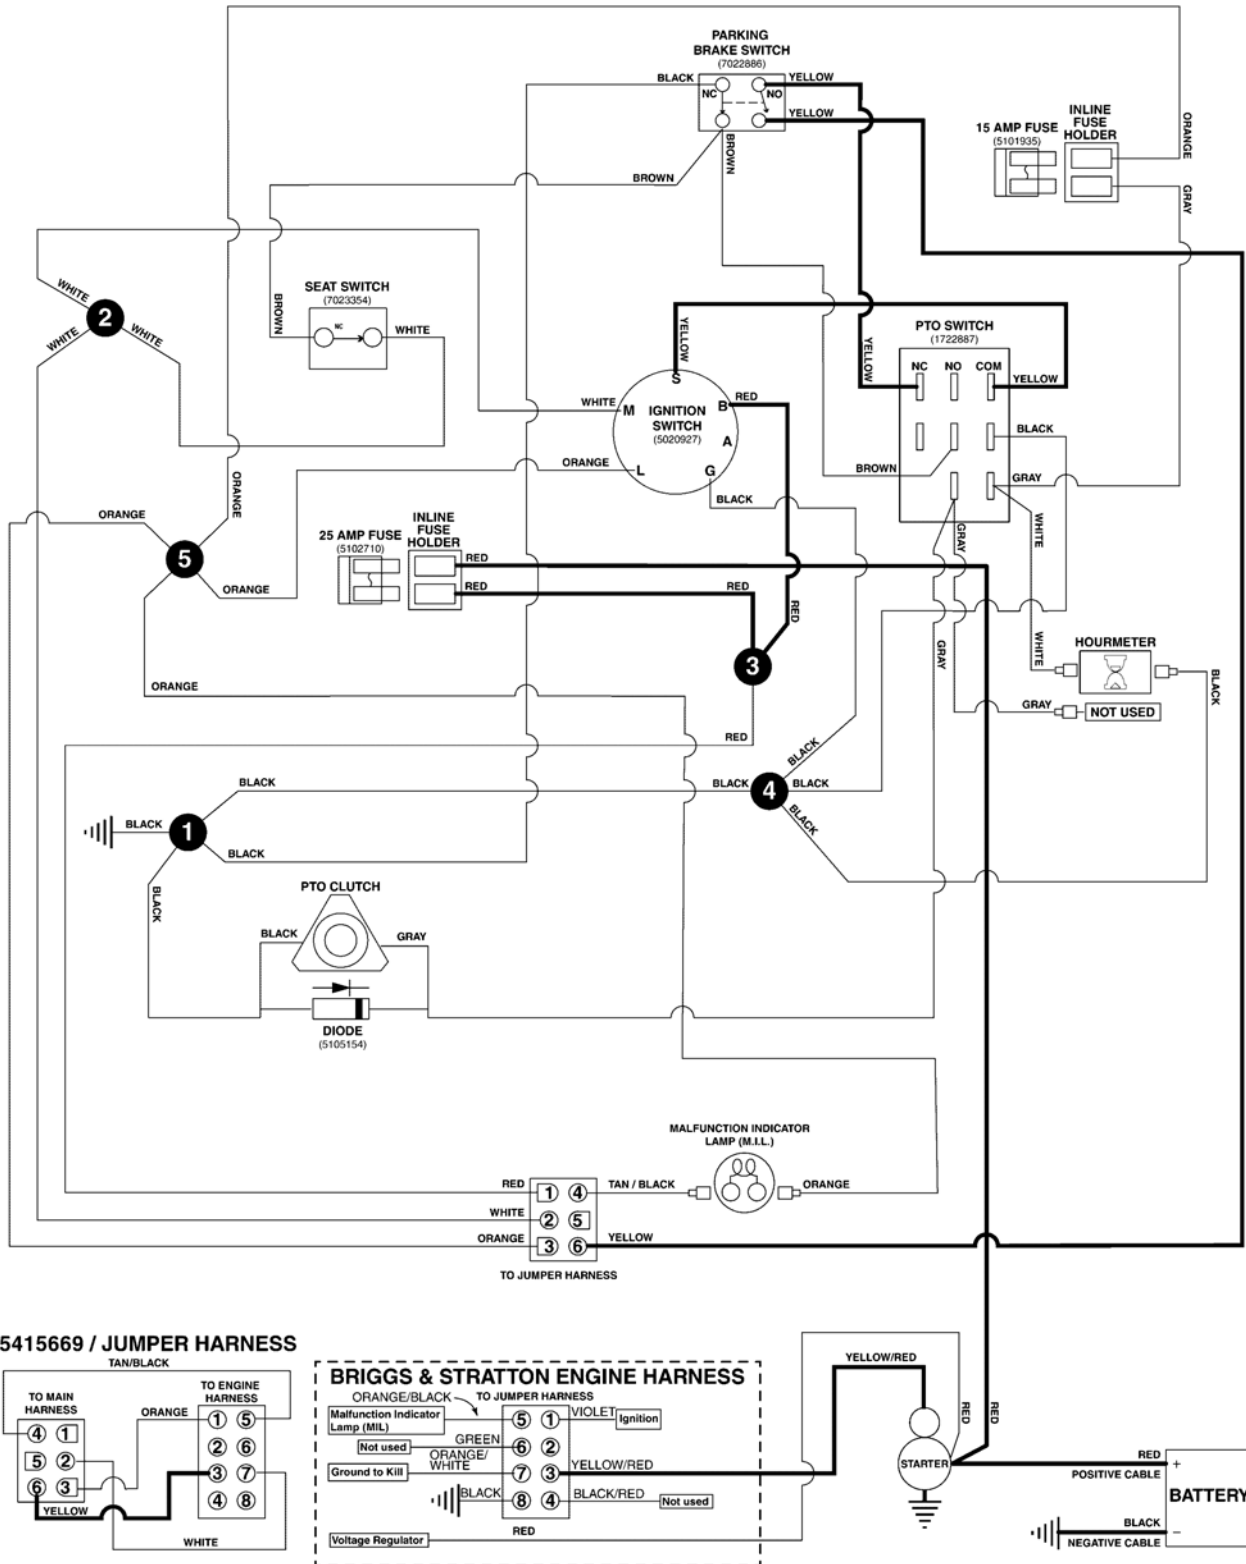 PARKING
BRAKE SWITCH
(7022886)
BLACK
YELLOW
NC
NO
YELLOW
BROWN
BROWN
15 AMP FUSE
(5101935)
INLINE
FUSE
HOLDER
ORANGE
GRAY
WHITE
2
WHITE
WHITE
SEAT SWITCH
(7023354)
BROWN
NC
WHITE
YELLOW
S
WHITE
M
B
RED
IGNITION
SWITCH
(5020927)
A
ORANGE
L
G
BLACK
PTO SWITCH
(1722887)
YELLOW
NC
NO
COM
YELLOW
BLACK
BROWN
GRAY
GRAY
WHITE
ORANGE
ORANGE
5
ORANGE
25 AMP FUSE
(5102710)
INLINE
FUSE
HOLDER
RED
RED
RED
RED
3
GRAY
WHITE
HOURMETER
BLACK
GRAY
NOT USED
ORANGE
RED
BLACK
BLACK
BLACK
4
BLACK
BLACK
BLACK
1
BLACK
BLACK
PTO CLUTCH
BLACK
GRAY
DIODE
(5105154)
MALFUNCTION INDICATOR
LAMP (M.I.L.)
RED
1
4
TAN / BLACK
ORANGE
WHITE
2
5
ORANGE
3
6
YELLOW
TO JUMPER HARNESS
5415669 / JUMPER HARNESS
TAN/BLACK
TO MAIN
HARNESS
TO ENGINE
HARNESS
ORANGE
4
1
5
2
6
3
1
5
2
6
3
7
4
8
YELLOW
WHITE
BRIGGS & STRATTON ENGINE HARNESS
ORANGE/BLACK
TO JUMPER HARNESS
Malfunction Indicator
Lamp (MIL)
5
1
VIOLET
Ignition
Not used
GREEN
6
2
ORANGE/
WHITE
Ground to Kill
7
3
YELLOW/RED
BLACK
8
4
BLACK/RED
Not used
RED
Voltage Regulator
YELLOW/RED
RED
RED
STARTER
RED
+
POSITIVE CABLE
BATTERY
BLACK
−
NEGATIVE CABLE